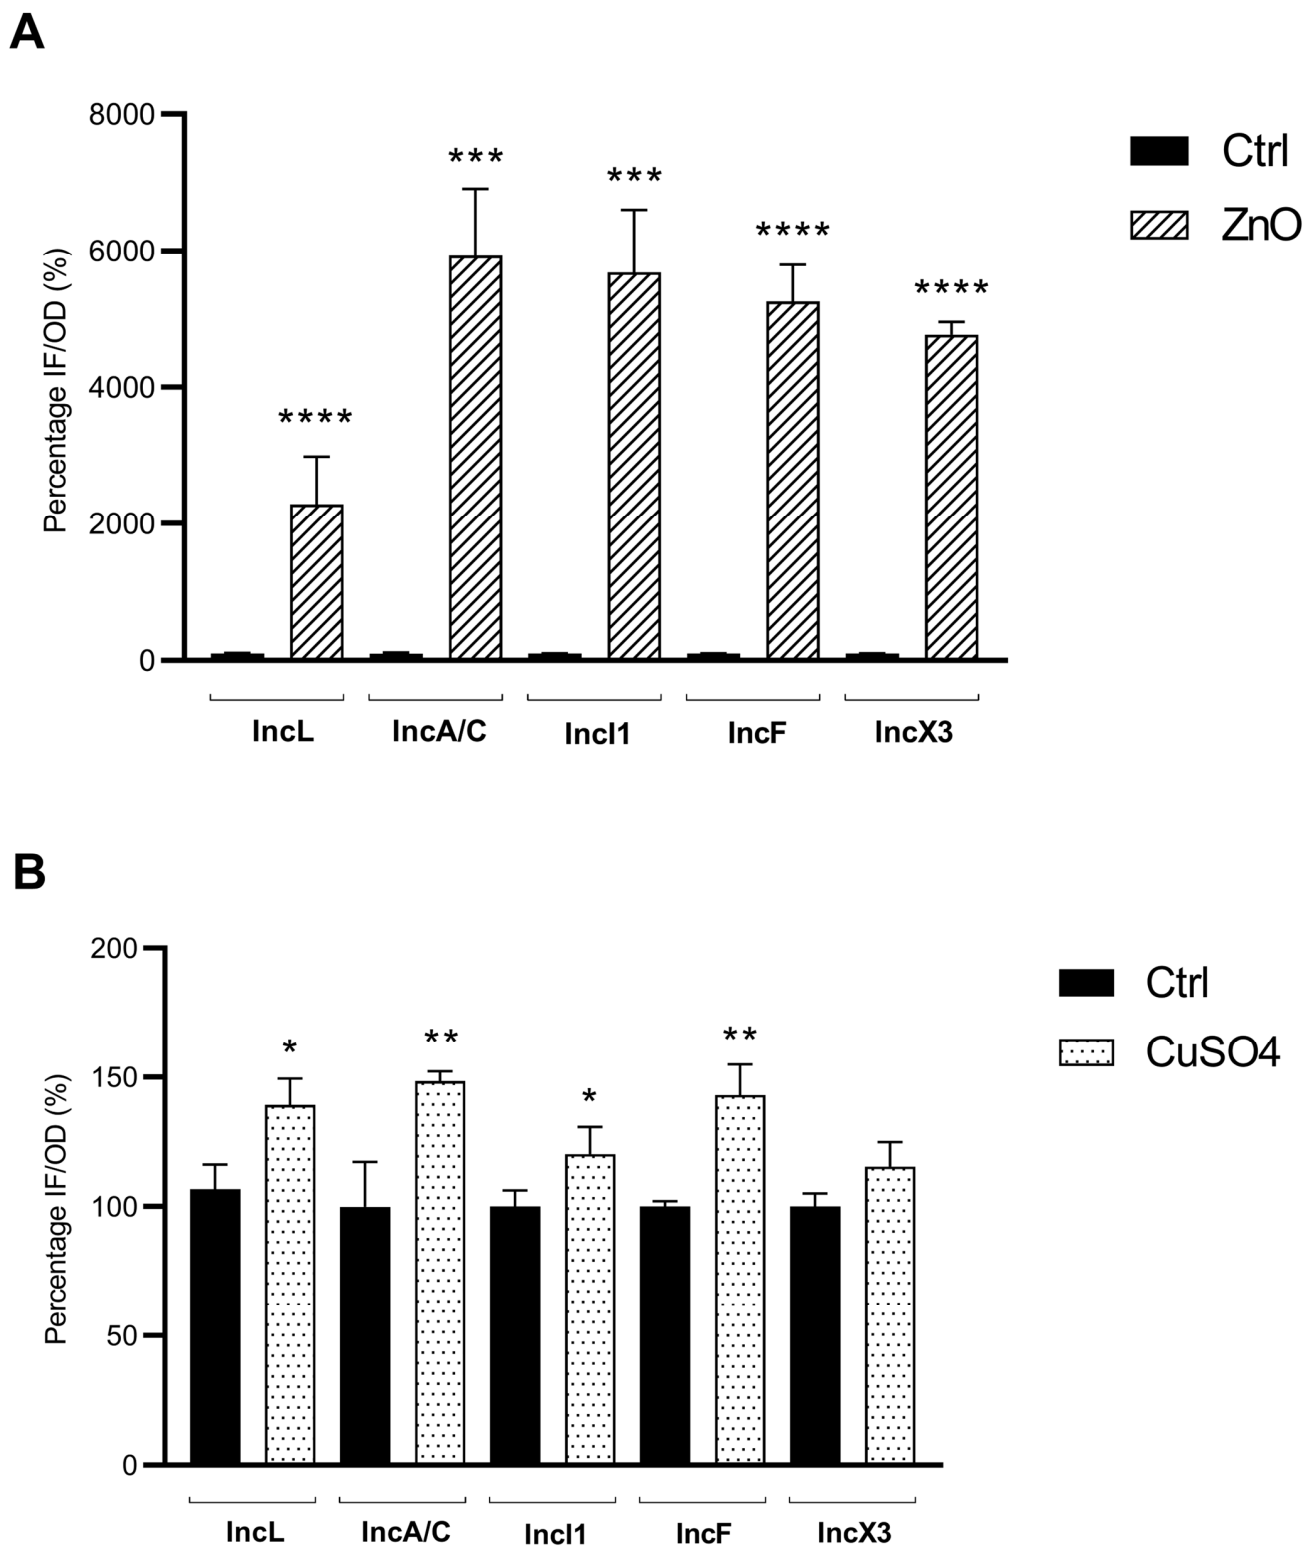 A
8000
6000
4000
2000
0
Percentage IF/OD (%)
****
***
***
****
****
Ctrl
ZnO
IncL
IncA/C
IncI1
IncF
IncX3
B
200
150
100
50
0
Percentage IF/OD (%)
*
**
*
**
Ctrl
CuSO4
IncL
IncA/C
IncI1
IncF
IncX3